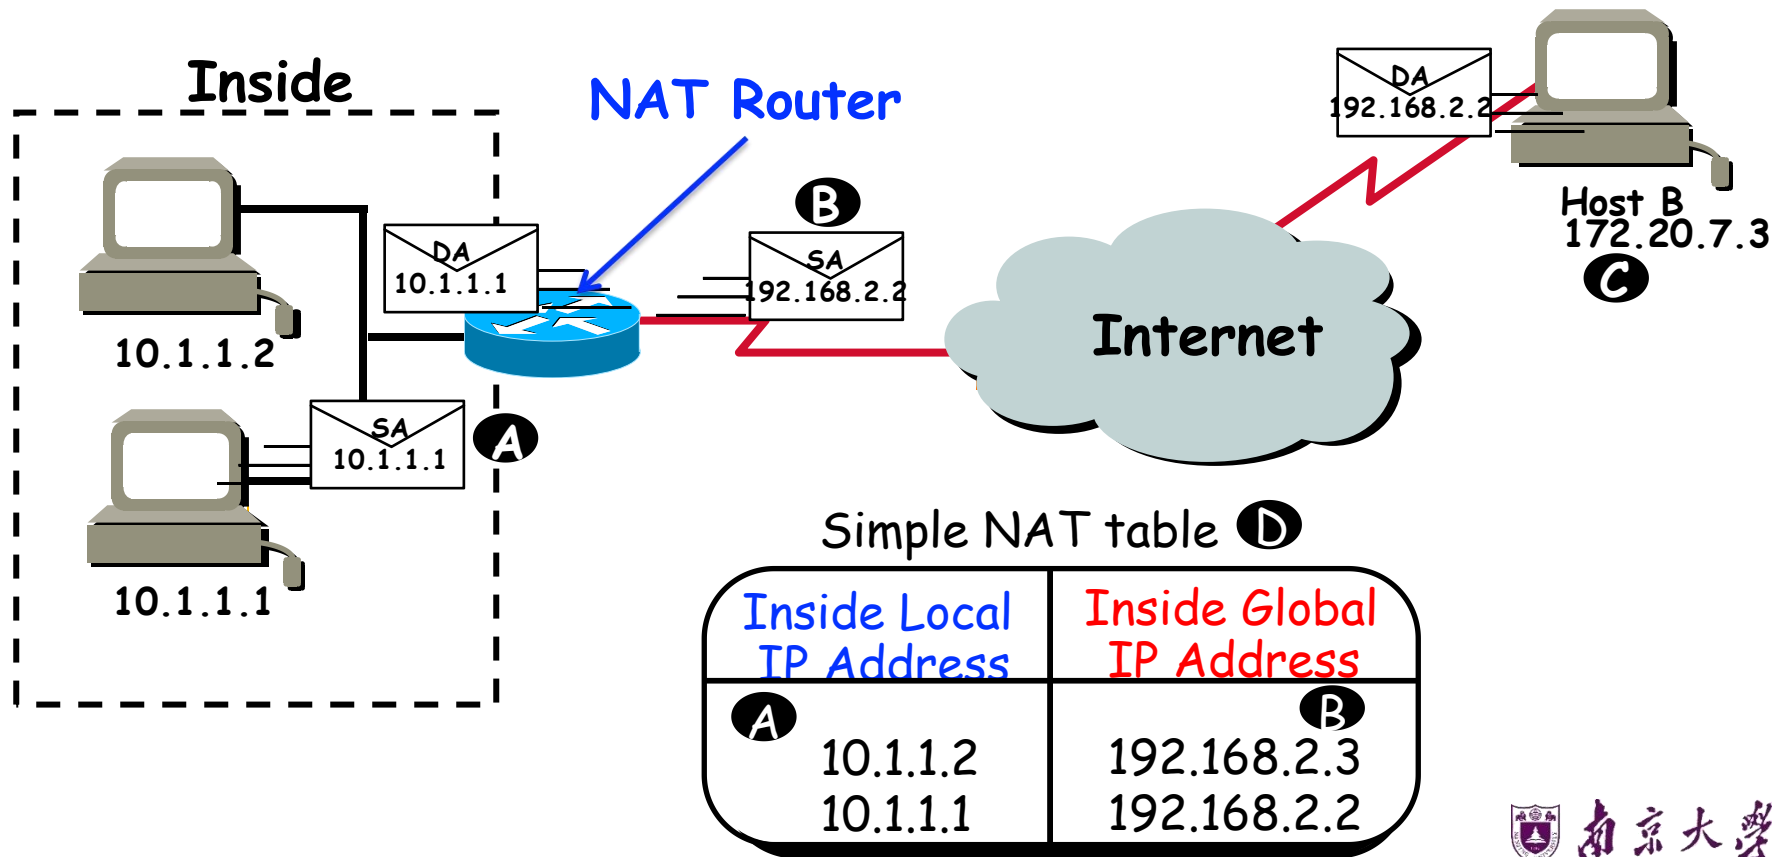 Inside
NAT Router
DA
192.168.2.2
Host B
172.20.7.3
C
B
SA
192.168.2.2
DA
10.1.1.1
10.1.1.2
Internet
SA
10.1.1.1
A
10.1.1.1
Simple NAT table D
Inside Local
IP Address
Inside Global
IP Address
A
B
10.1.1.2
192.168.2.3
10.1.1.1
192.168.2.2
南京大學